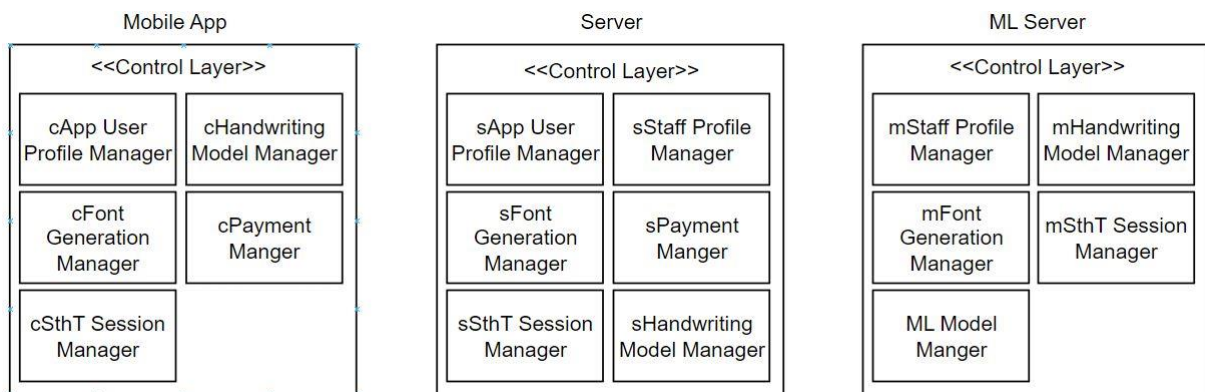 Mobile App
<<Control Layer>>
cApp User
Profile Manager
cHandwriting
Model Manager
cFont
Generation
Manager
cPayment
Manger
cSthT Session
Manager
Server
<<Control Layer>>
sApp User
Profile Manager
sStaff Profile
Manager
sFont
Generation
Manager
sPayment
Manger
sSthT Session
Manager
sHandwriting
Model Manager
ML Server
<<Control Layer>>
mStaff Profile
Manager
mHandwriting
Model Manager
mFont
Generation
Manager
mSthT Session
Manager
ML Model
Manger